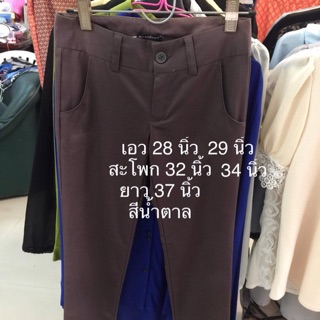 เอว 28 นิ้ว 29 นิ้ว
สะโพก 32 นิ้ว 34 นิ้ว
ยาว 37 นิ้ว
สีน้ำตาล